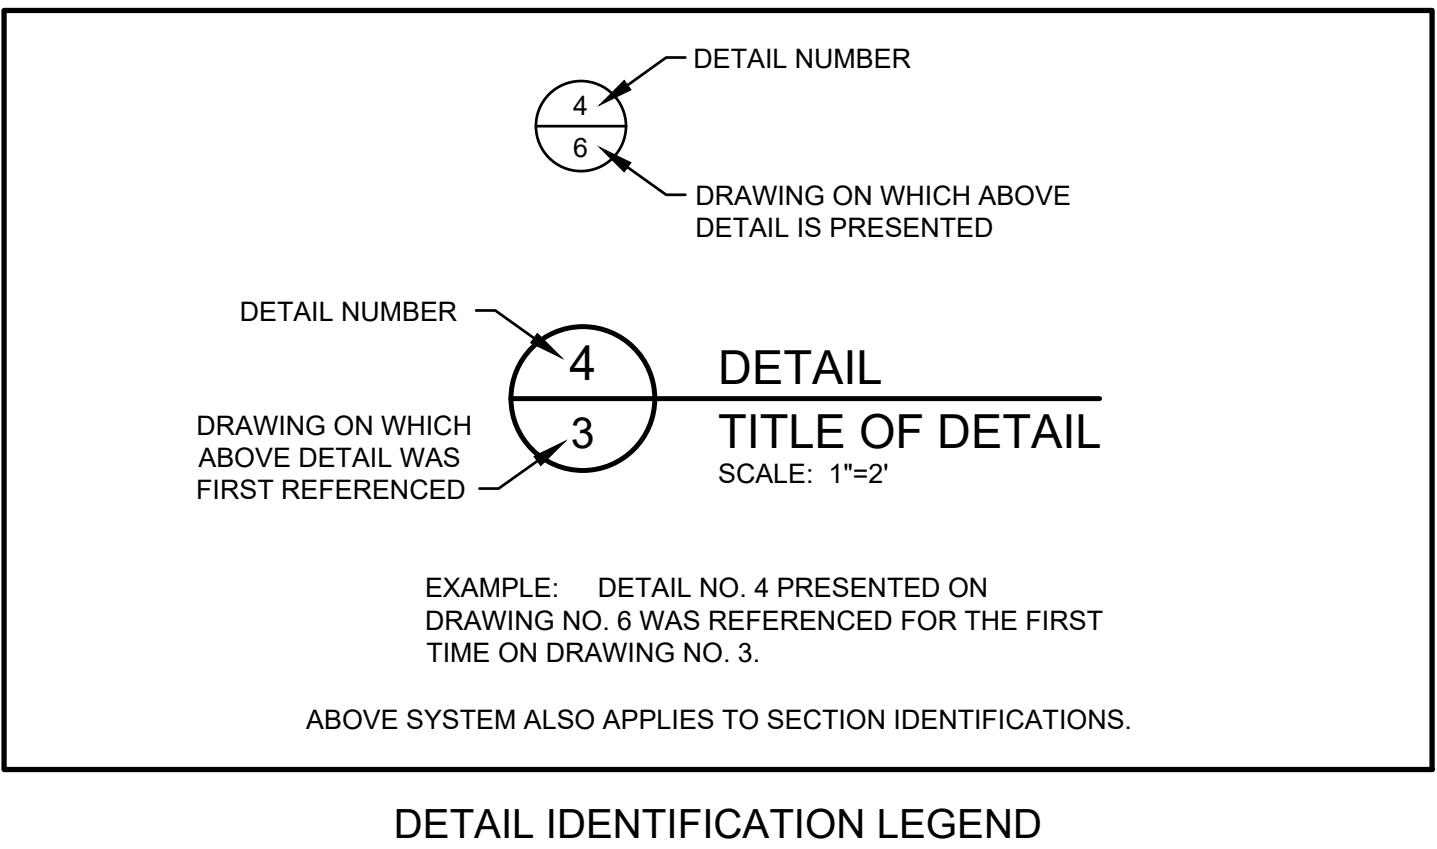 DETAIL NUMBER
4
6
DRAWING ON WHICH ABOVE
DETAIL IS PRESENTED
DETAIL NUMBER
4
DETAIL
DRAWING ON WHICH
ABOVE DETAIL WAS
FIRST REFERENCED
3
TITLE OF DETAIL
SCALE: 1"=2'
EXAMPLE: DETAIL NO. 4 PRESENTED ON
DRAWING NO. 6 WAS REFERENCED FOR THE FIRST
TIME ON DRAWING NO. 3.
ABOVE SYSTEM ALSO APPLIES TO SECTION IDENTIFICATIONS.
DETAIL IDENTIFICATION LEGEND